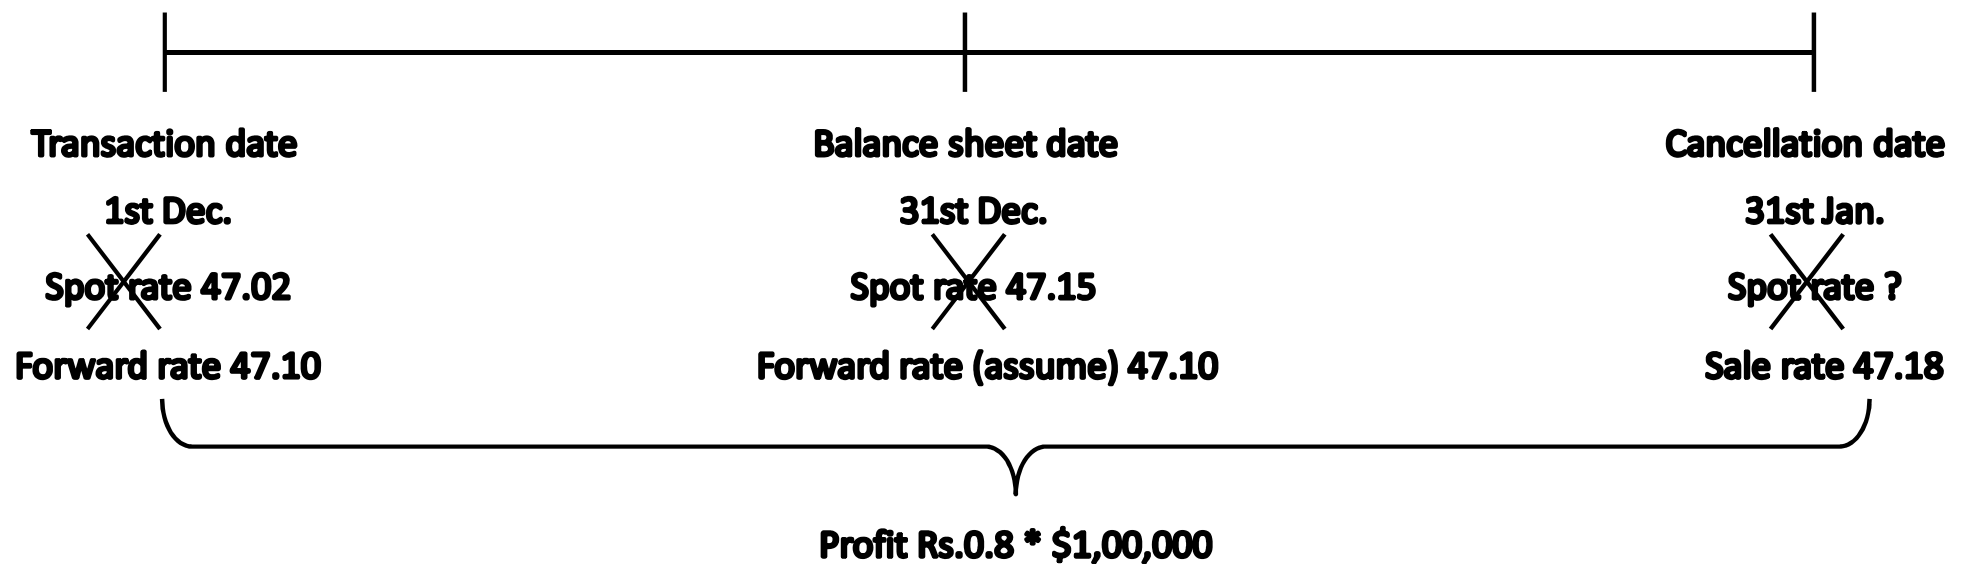 Transaction date
1st Dec.
Spot rate 47.02
Forward rate 47.10
Balance sheet date
31st Dec.
Spot rate 47.15
Forward rate (assume) 47.10
Cancellation date
31st Jan.
Spot rate ?
Sale rate 47.18
Profit Rs.0.8 * $1,00,000